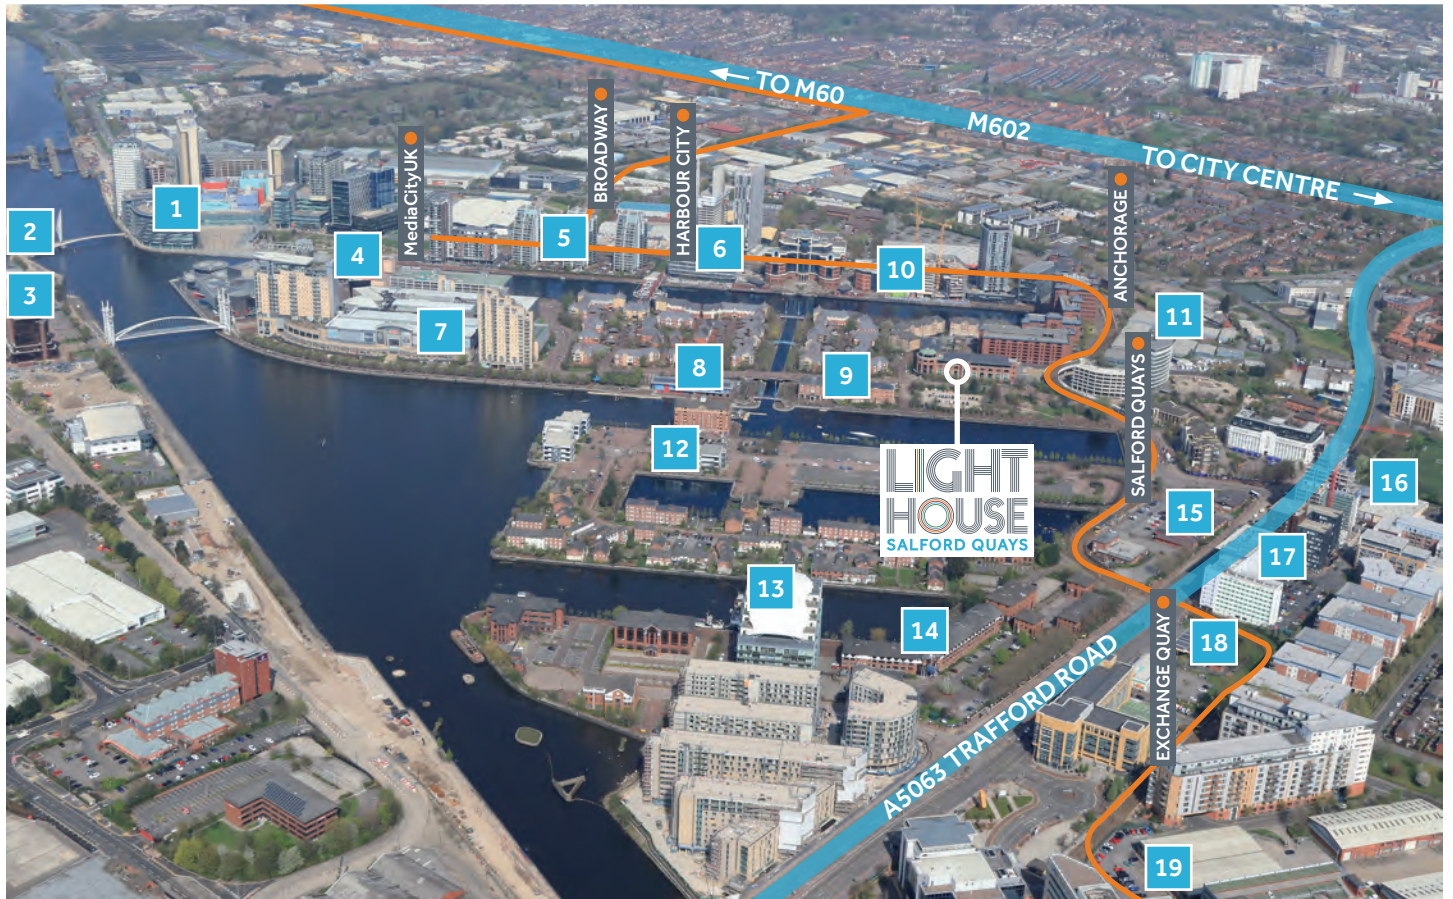 TO M60
M602
TO CITY CENTRE
BROADWAY
HARBOUR CITY
MediaCityUK
ANCHORAGE
1
2
3
4
5
6
7
8
9
10
11
SALFORD QUAYS
12
LIGHT
HOUSE
SALFORD QUAYS
13
14
15
16
17
18
EXCHANGE QUAY
A5063 TRAFFORD ROAD
19